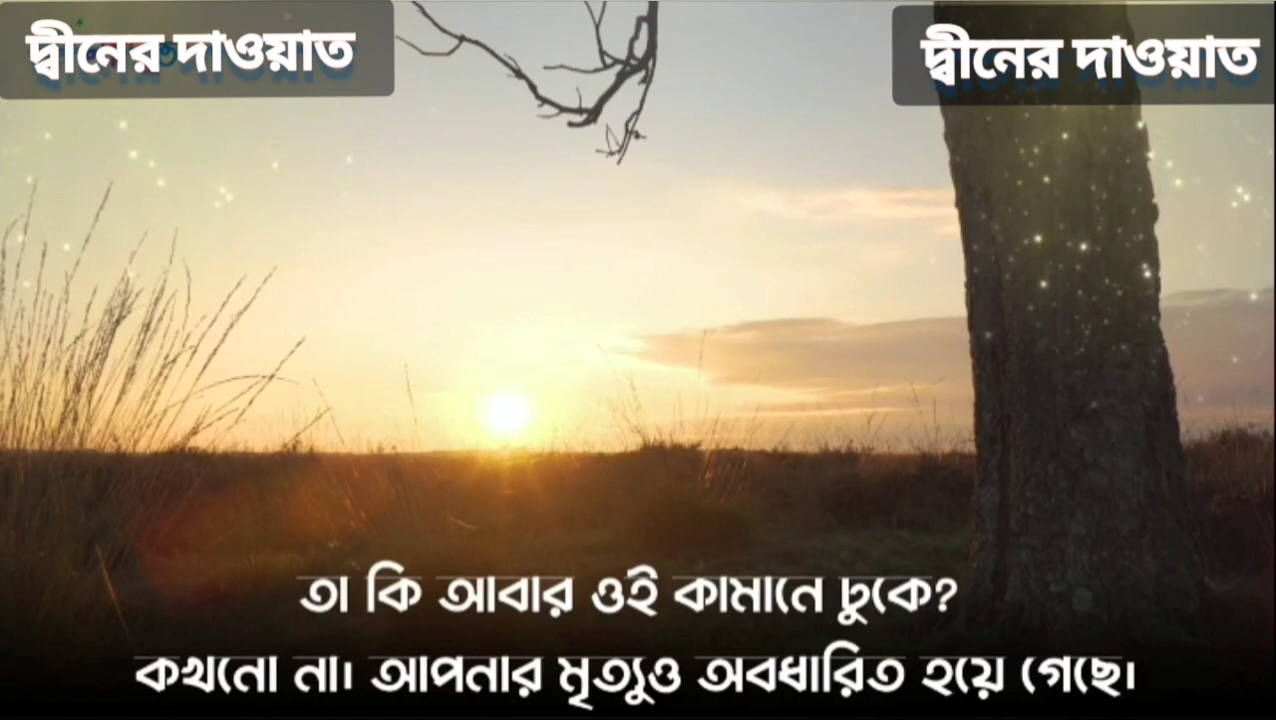 দ্বীনের দাওয়াত
দ্বীনের দাওয়াত
তা কি আবার ওই কামানে ঢুকে?
কখনো না। আপনার মৃত্যুও অবধারিত হয়ে গেছে।